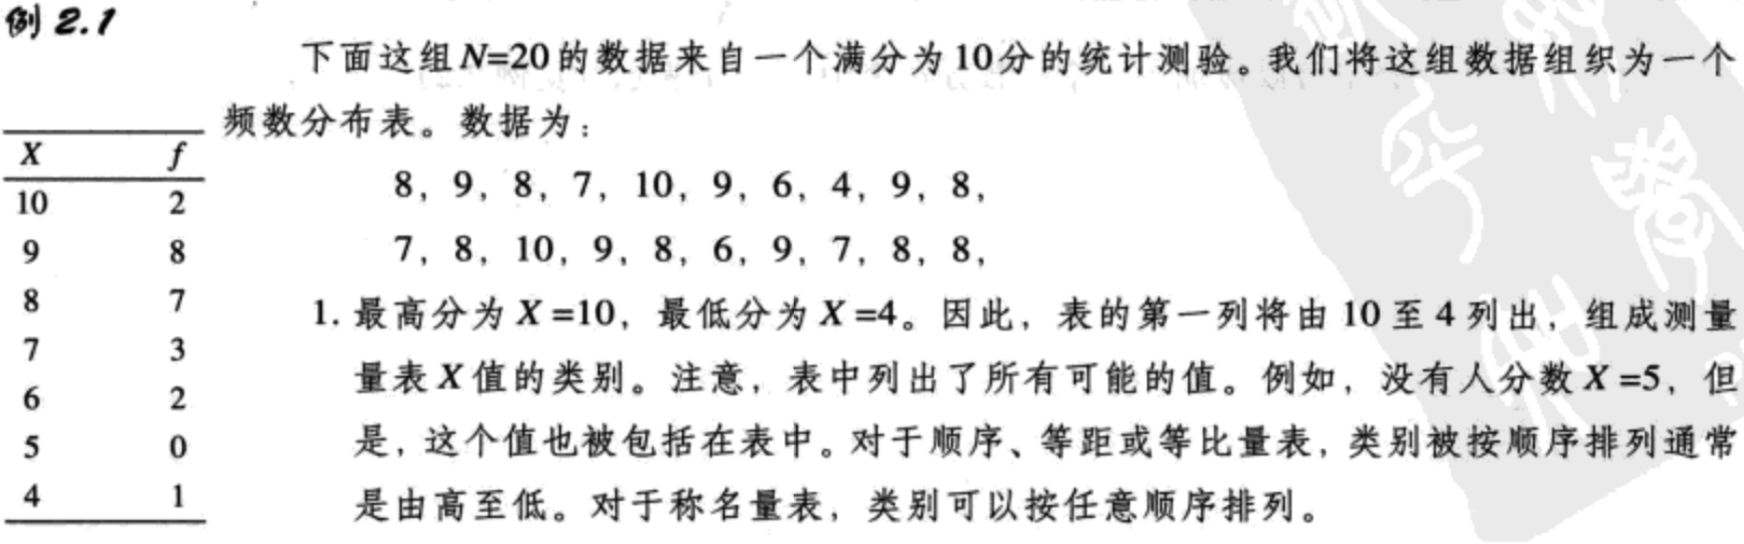 例 2.1
下面这组N=20的数据来自一个满分为10分的统计测验。我们将这组数据组织为一个
频数分布表。数据为：
8，9，8，7，10，9，6，4，9，8，
7，8，10，9，8，6，9，7，8，8，
X f
10 2
9 8
8 7
7 3
6 2
5 0
4 1
1. 最高分为 X =10，最低分为 X =4。因此，表的第一列将由 10 至 4 列出，组成测量
量表 X 值的类别。注意，表中列出了所有可能的值。例如，没有人分数 X =5，但
是，这个值也被包括在表中。对于顺序、等距或等比量表，类别被按顺序排列通常
是由高至低。对于称名量表，类别可以按任意顺序排列。